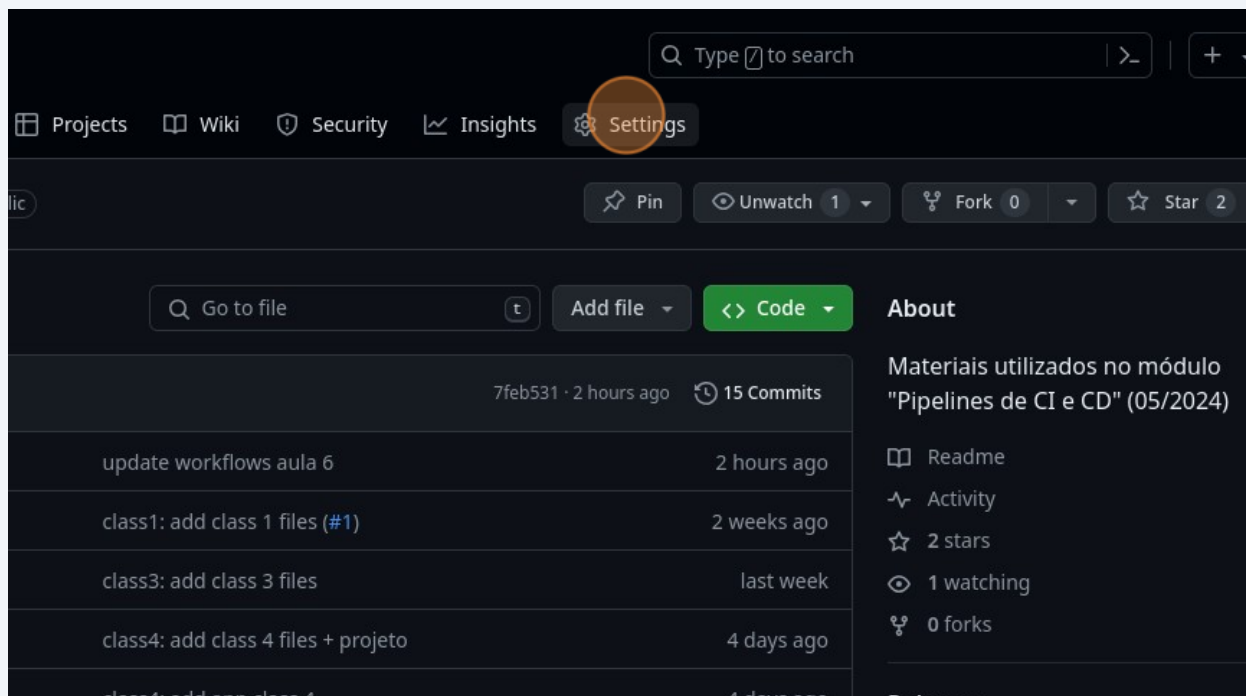 Type / to search
Projects Wiki Security Insights Settings
lic Pin Unwatch 1 Fork 0 Star 2
Go to file t Add file Code
About
Materiais utilizados no módulo
"Pipelines de CI e CD" (05/2024)
7feb531 · 2 hours ago 15 Commits
update workflows aula 6 2 hours ago
class1: add class 1 files (#1) 2 weeks ago
class3: add class 3 files last week
class4: add class 4 files + projeto 4 days ago
Readme
Activity
2 stars
1 watching
0 forks